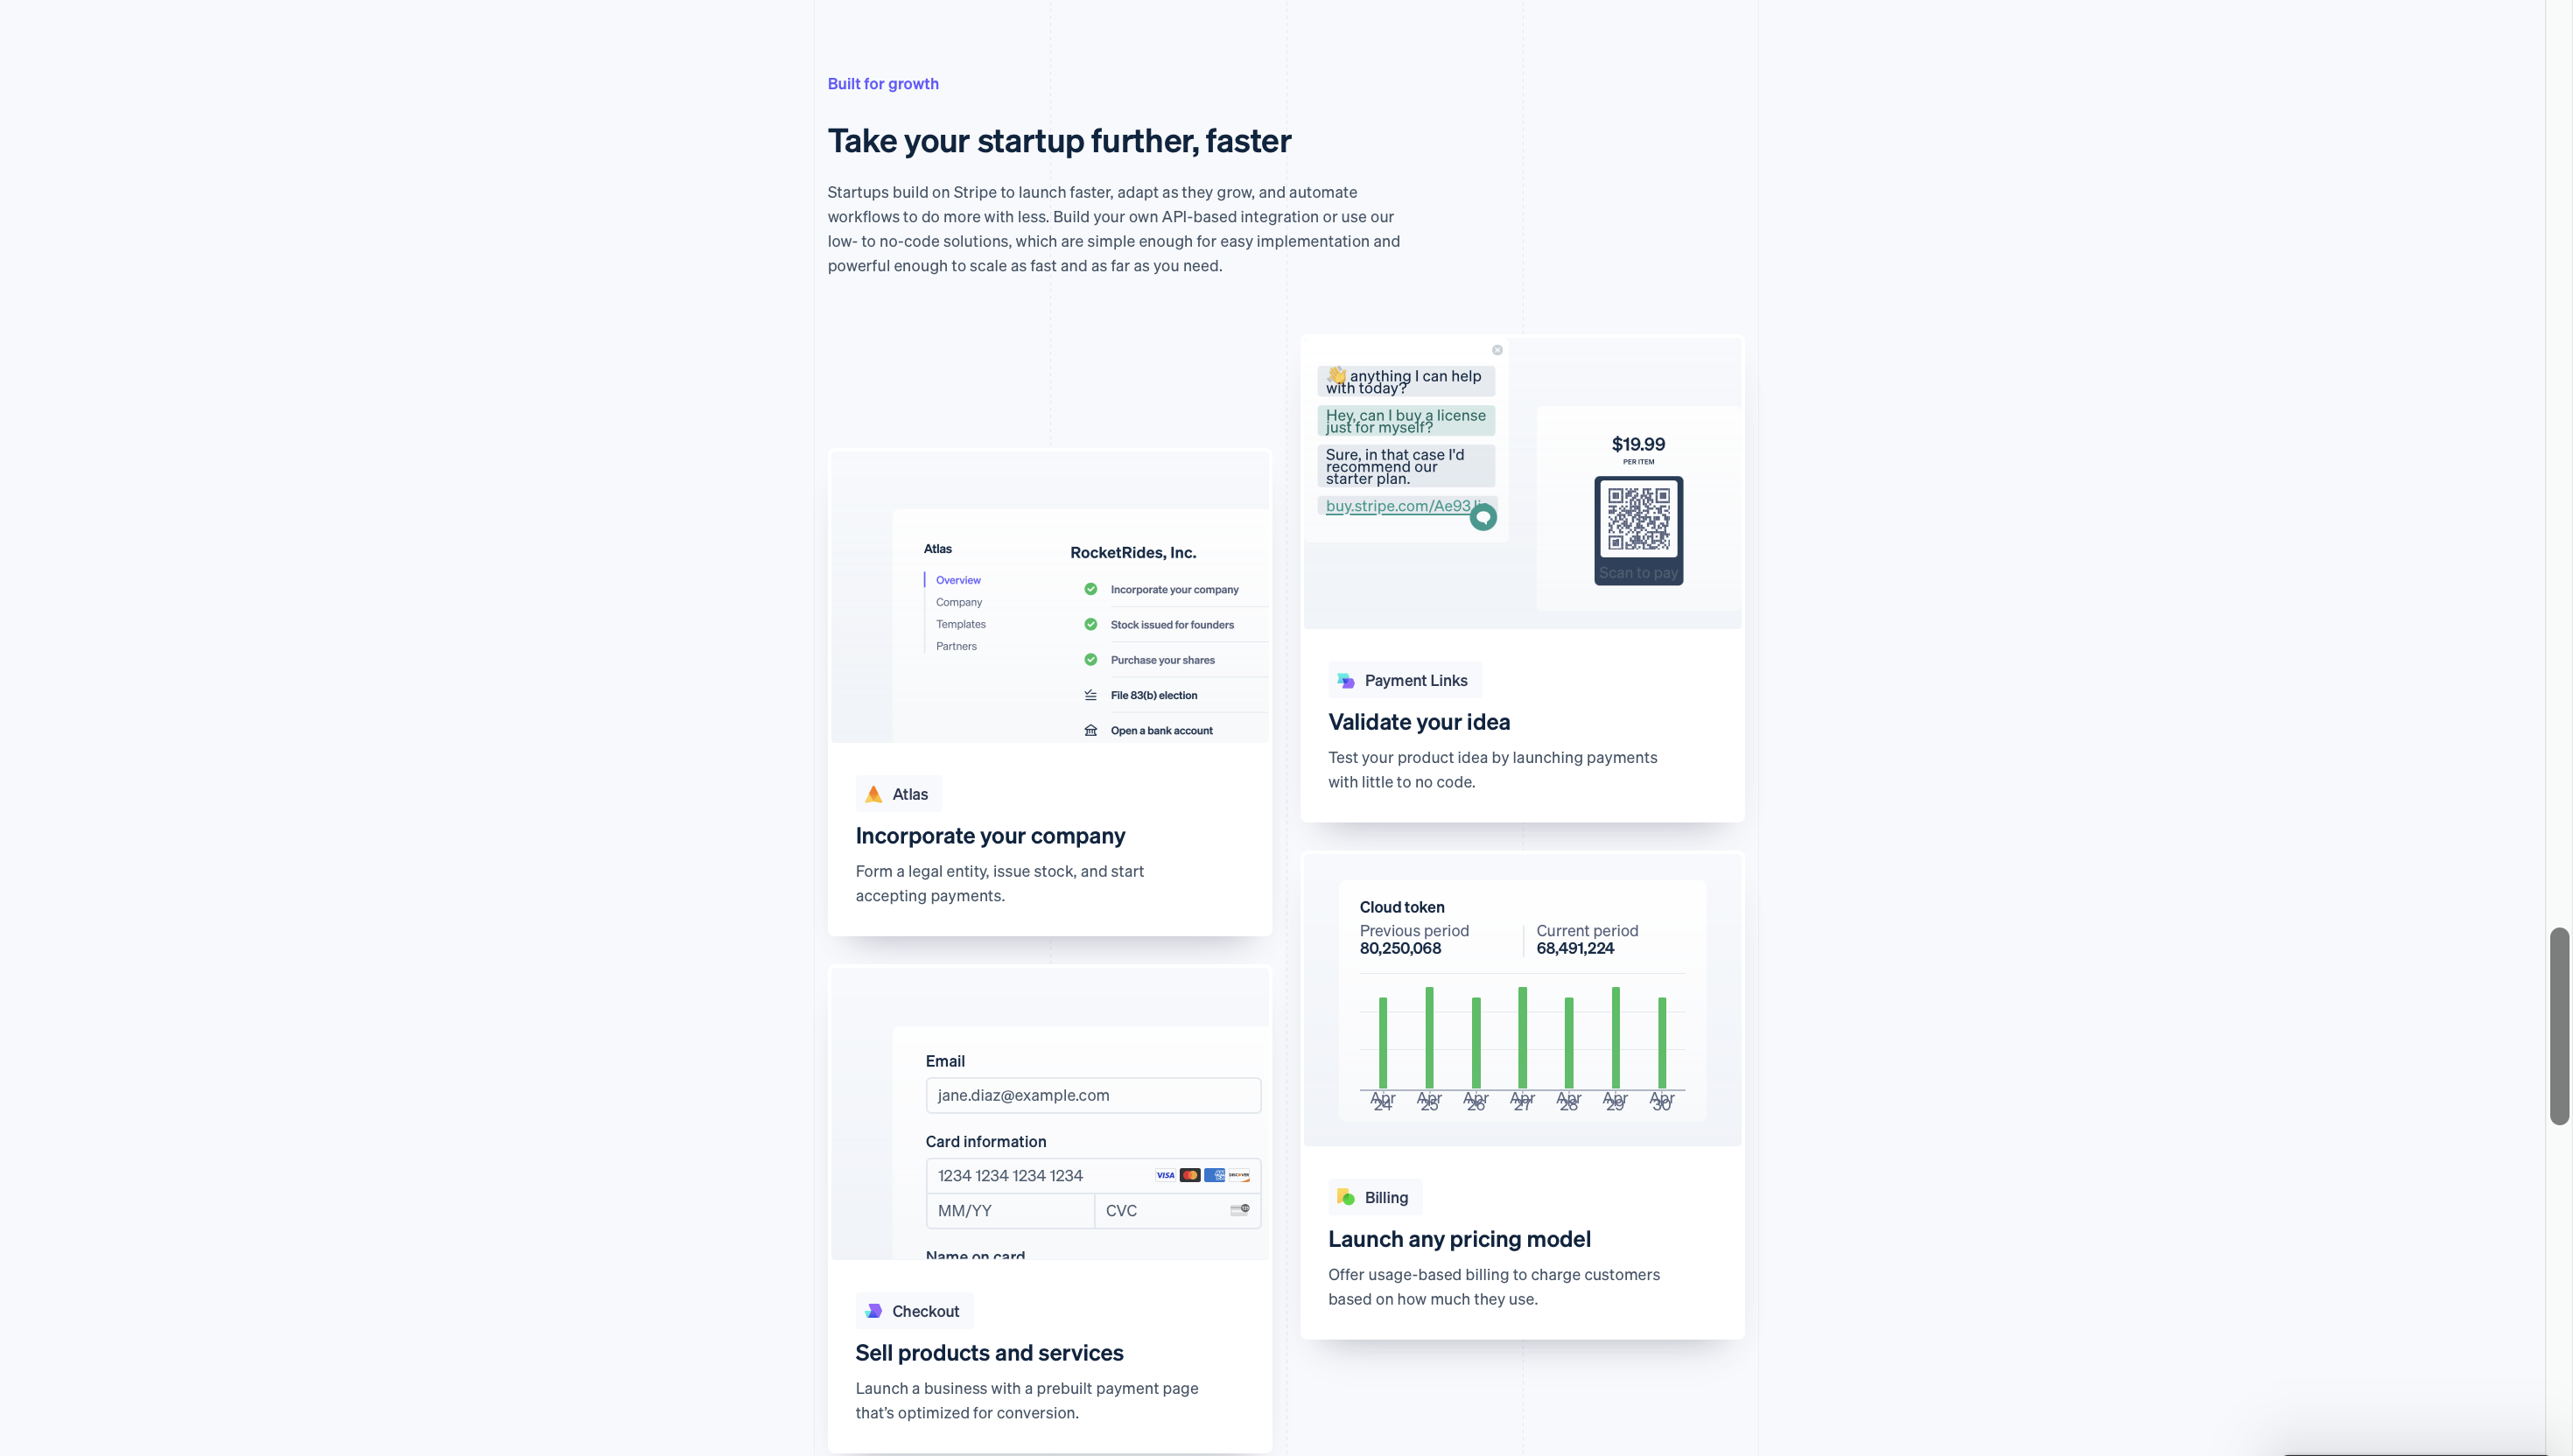 Built for growth
Take your startup further, faster
Startups build on Stripe to launch faster, adapt as they grow, and automate
workflows to do more with less. Build your own API-based integration or use our
low- to no-code solutions, which are simple enough for easy implementation and
powerful enough to scale as fast and as far as you need.
Atlas
Overview
Company
Templates
Partners
RocketRides, Inc.
Incorporate your company
Stock issued for founders
Purchase your shares
File 83(b) election
Open a bank account
Atlas
Incorporate your company
Form a legal entity, issue stock, and start
accepting payments.
👋 anything I can help
with today?
Hey, can I buy a license
just for myself?
Sure, in that case I'd
recommend our
starter plan.
buy.stripe.com/Ae93
$19.99
PER ITEM
Scan to pay
Payment Links
Validate your idea
Test your product idea by launching payments
with little to no code.
Email
jane.diaz@example.com
Card information
1234 1234 1234 1234
VISA
DISCOVER
MM/YY
CVC
Name on card
Checkout
Sell products and services
Launch a business with a prebuilt payment page
that's optimized for conversion.
Cloud token
Previous period
80,250,068
Current period
68,491,224
Apr 24
Apr 25
Apr 26
Apr 27
Apr 28
Apr 29
Apr 30
Billing
Launch any pricing model
Offer usage-based billing to charge customers
based on how much they use.